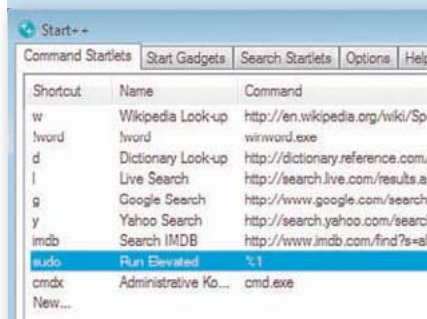 Start++
Command Startlets Start Gadgets Search Startlets Options Help
Shortcut Name Command
w Wikipedia Look-up http://en.wikipedia.org/wiki/Sp
!word !word winword.exe
d Dictionary Look-up http://dictionary.reference.com/
l Live Search http://search.live.com/results.a
g Google Search http://www.google.com/search
y Yahoo Search http://search.yahoo.com/searc
imdb Search IMDB http://www.imdb.com/find?s=al
sudo Run Elevated %1
cmdx Administrative Ko... cmd.exe
New...